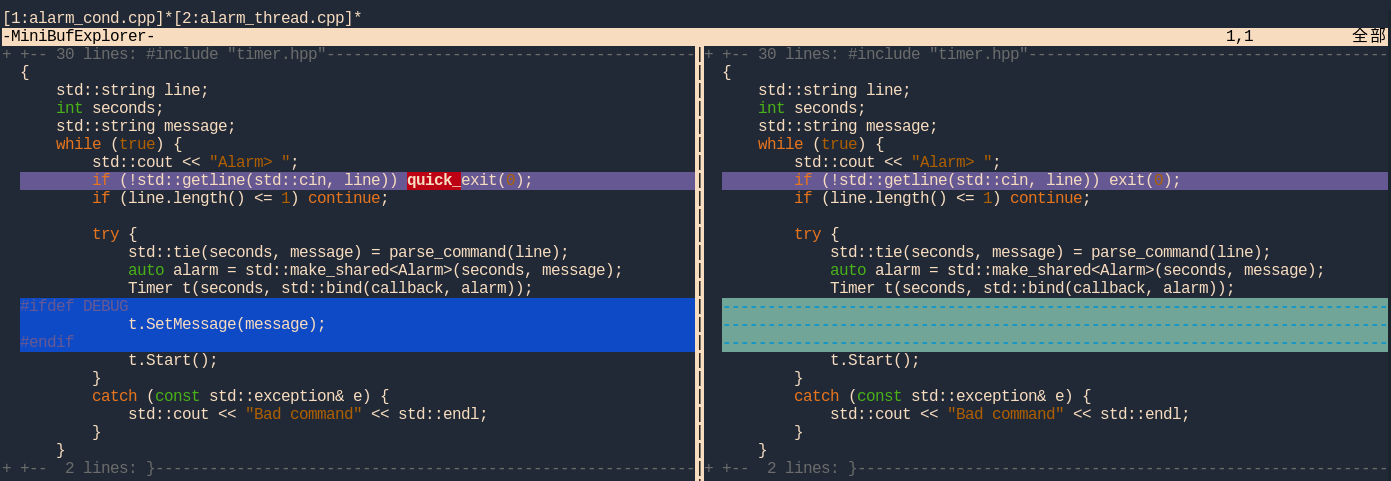 [1:alarm_cond.cpp]*[2:alarm_thread.cpp]*
-MiniBufExplorer- 1,1 全部
+ +-- 30 lines: #include "timer.hpp"-----------------------------------------
{
std::string line;
int seconds;
std::string message;
while (true) {
std::cout << "Alarm> ";
if (!std::getline(std::cin, line)) quick_exit(0);
if (line.length() <= 1) continue;
try {
std::tie(seconds, message) = parse_command(line);
auto alarm = std::make_shared<Alarm>(seconds, message);
Timer t(seconds, std::bind(callback, alarm));
#ifdef DEBUG
t.SetMessage(message);
#endif
t.Start();
}
catch (const std::exception& e) {
std::cout << "Bad command" << std::endl;
}
}
+ +--  2 lines: }-------------------------------------------------------------
+ +-- 30 lines: #include "timer.hpp"----------------------------------------
{
std::string line;
int seconds;
std::string message;
while (true) {
std::cout << "Alarm> ";
if (!std::getline(std::cin, line)) exit(0);
if (line.length() <= 1) continue;
try {
std::tie(seconds, message) = parse_command(line);
auto alarm = std::make_shared<Alarm>(seconds, message);
Timer t(seconds, std::bind(callback, alarm));
--------------------------------------------------------------------------
--------------------------------------------------------------------------
--------------------------------------------------------------------------
t.Start();
}
catch (const std::exception& e) {
std::cout << "Bad command" << std::endl;
}
}
+ +--  2 lines: }-----------------------------------------------------------